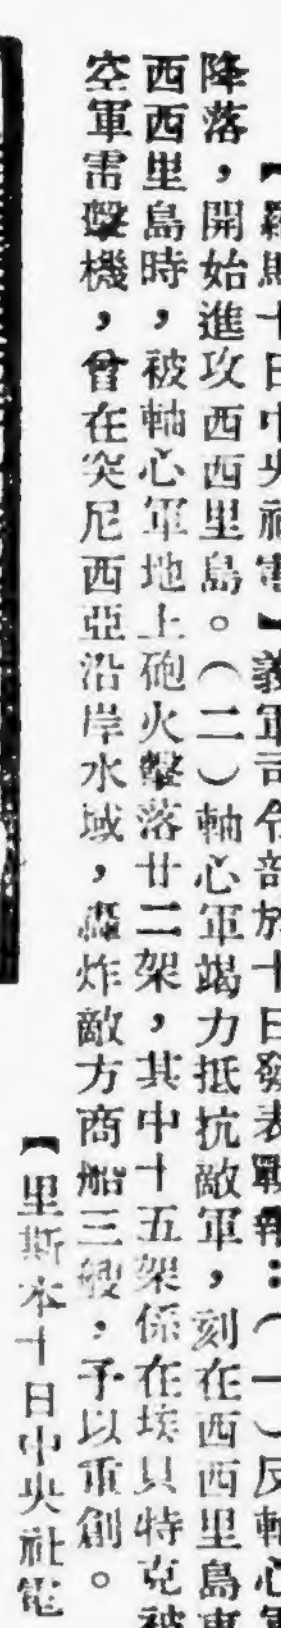 【羅馬十日中央社電】義軍司令部於十日發表戰報：（一）反軸心軍
降落，開始進攻西西里島。（二）軸心軍竭力抵抗敵軍，刻在西西里島東
西西里島時，被軸心軍地上砲火擊落廿二架，其中十五架係在埃貝特克被
空軍雷擊機，曾在突尼西亞沿岸水域，轟炸敵方商船三艘，予以重創。
【里斯本十日中央社電